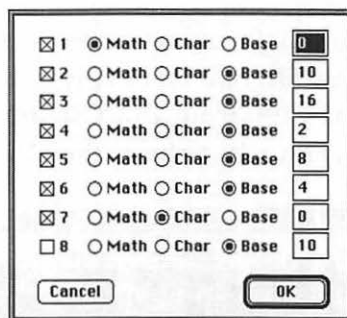 1 Math Char Base 0
2 Math Char Base 10
3 Math Char Base 16
4 Math Char Base 2
5 Math Char Base 8
6 Math Char Base 4
7 Math Char Base 0
8 Math Char Base 10
Cancel OK